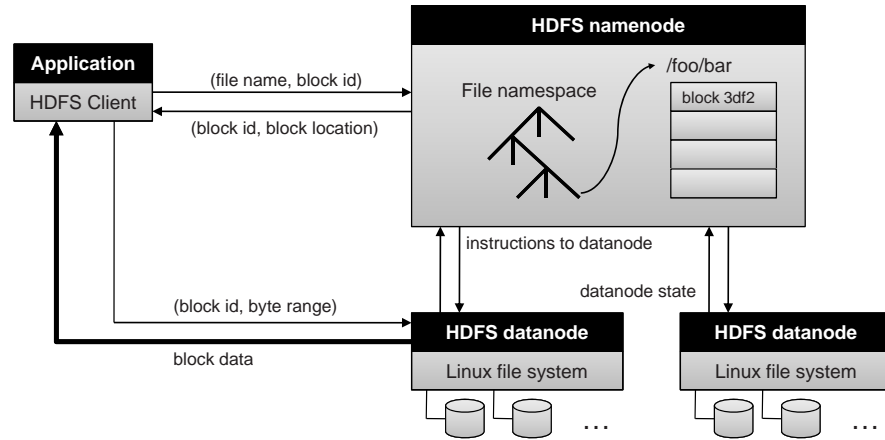 HDFS namenode
Application
HDFS Client
(file name, block id)
(block id, block location)
File namespace
/foo/bar
block 3df2
instructions to datanode
datanode state
(block id, byte range)
block data
HDFS datanode
Linux file system
...
HDFS datanode
Linux file system
...